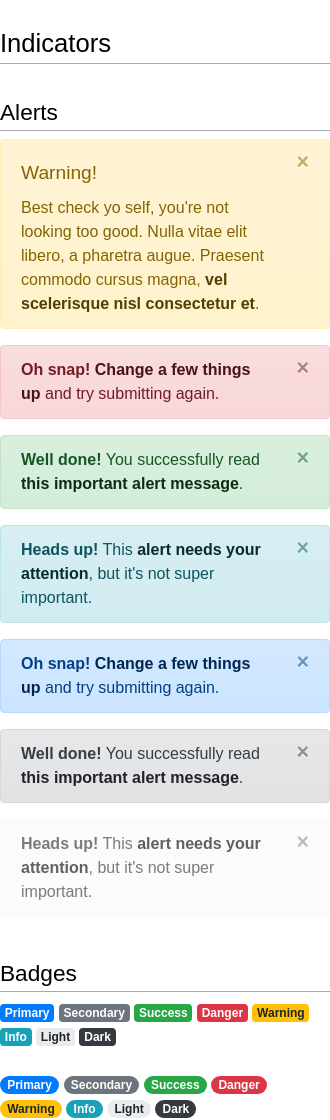 Indicators
Alerts
Warning! ×
Best check yo self, you're not
looking too good. Nulla vitae elit
libero, a pharetra augue. Praesent
commodo cursus magna, vel
scelerisque nisl consectetur et.
Oh snap! Change a few things ×
up and try submitting again.
Well done! You successfully read ×
this important alert message.
Heads up! This alert needs your ×
attention, but it's not super
important.
Oh snap! Change a few things ×
up and try submitting again.
Well done! You successfully read ×
this important alert message.
Heads up! This alert needs your ×
attention, but it's not super
important.
Badges
Primary Secondary Success Danger Warning
Info Light Dark
Primary Secondary Success Danger
Warning Info Light Dark